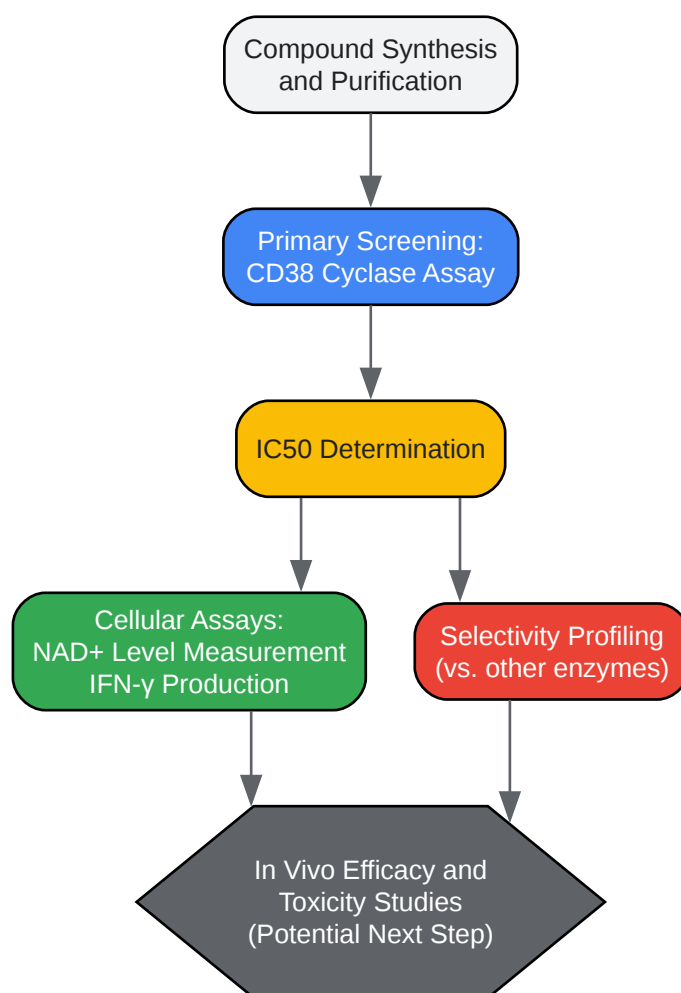 Compound Synthesis
and Purification
Primary Screening:
CD38 Cyclase Assay
IC50 Determination
Cellular Assays:
NAD+ Level Measurement
IFN-γ Production
Selectivity Profiling
(vs. other enzymes)
In Vivo Efficacy and
Toxicity Studies
(Potential Next Step)